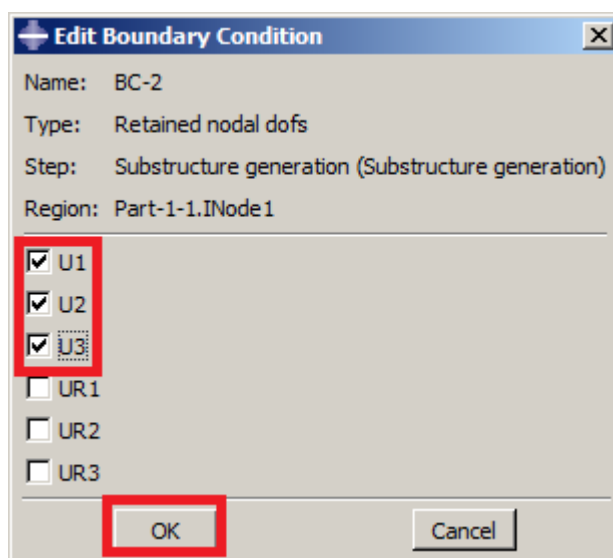 Edit Boundary Condition
Name: BC-2
Type: Retained nodal dofs
Step: Substructure generation (Substructure generation)
Region: Part-1-1.INode1
U1
U2
U3
UR1
UR2
UR3
OK Cancel